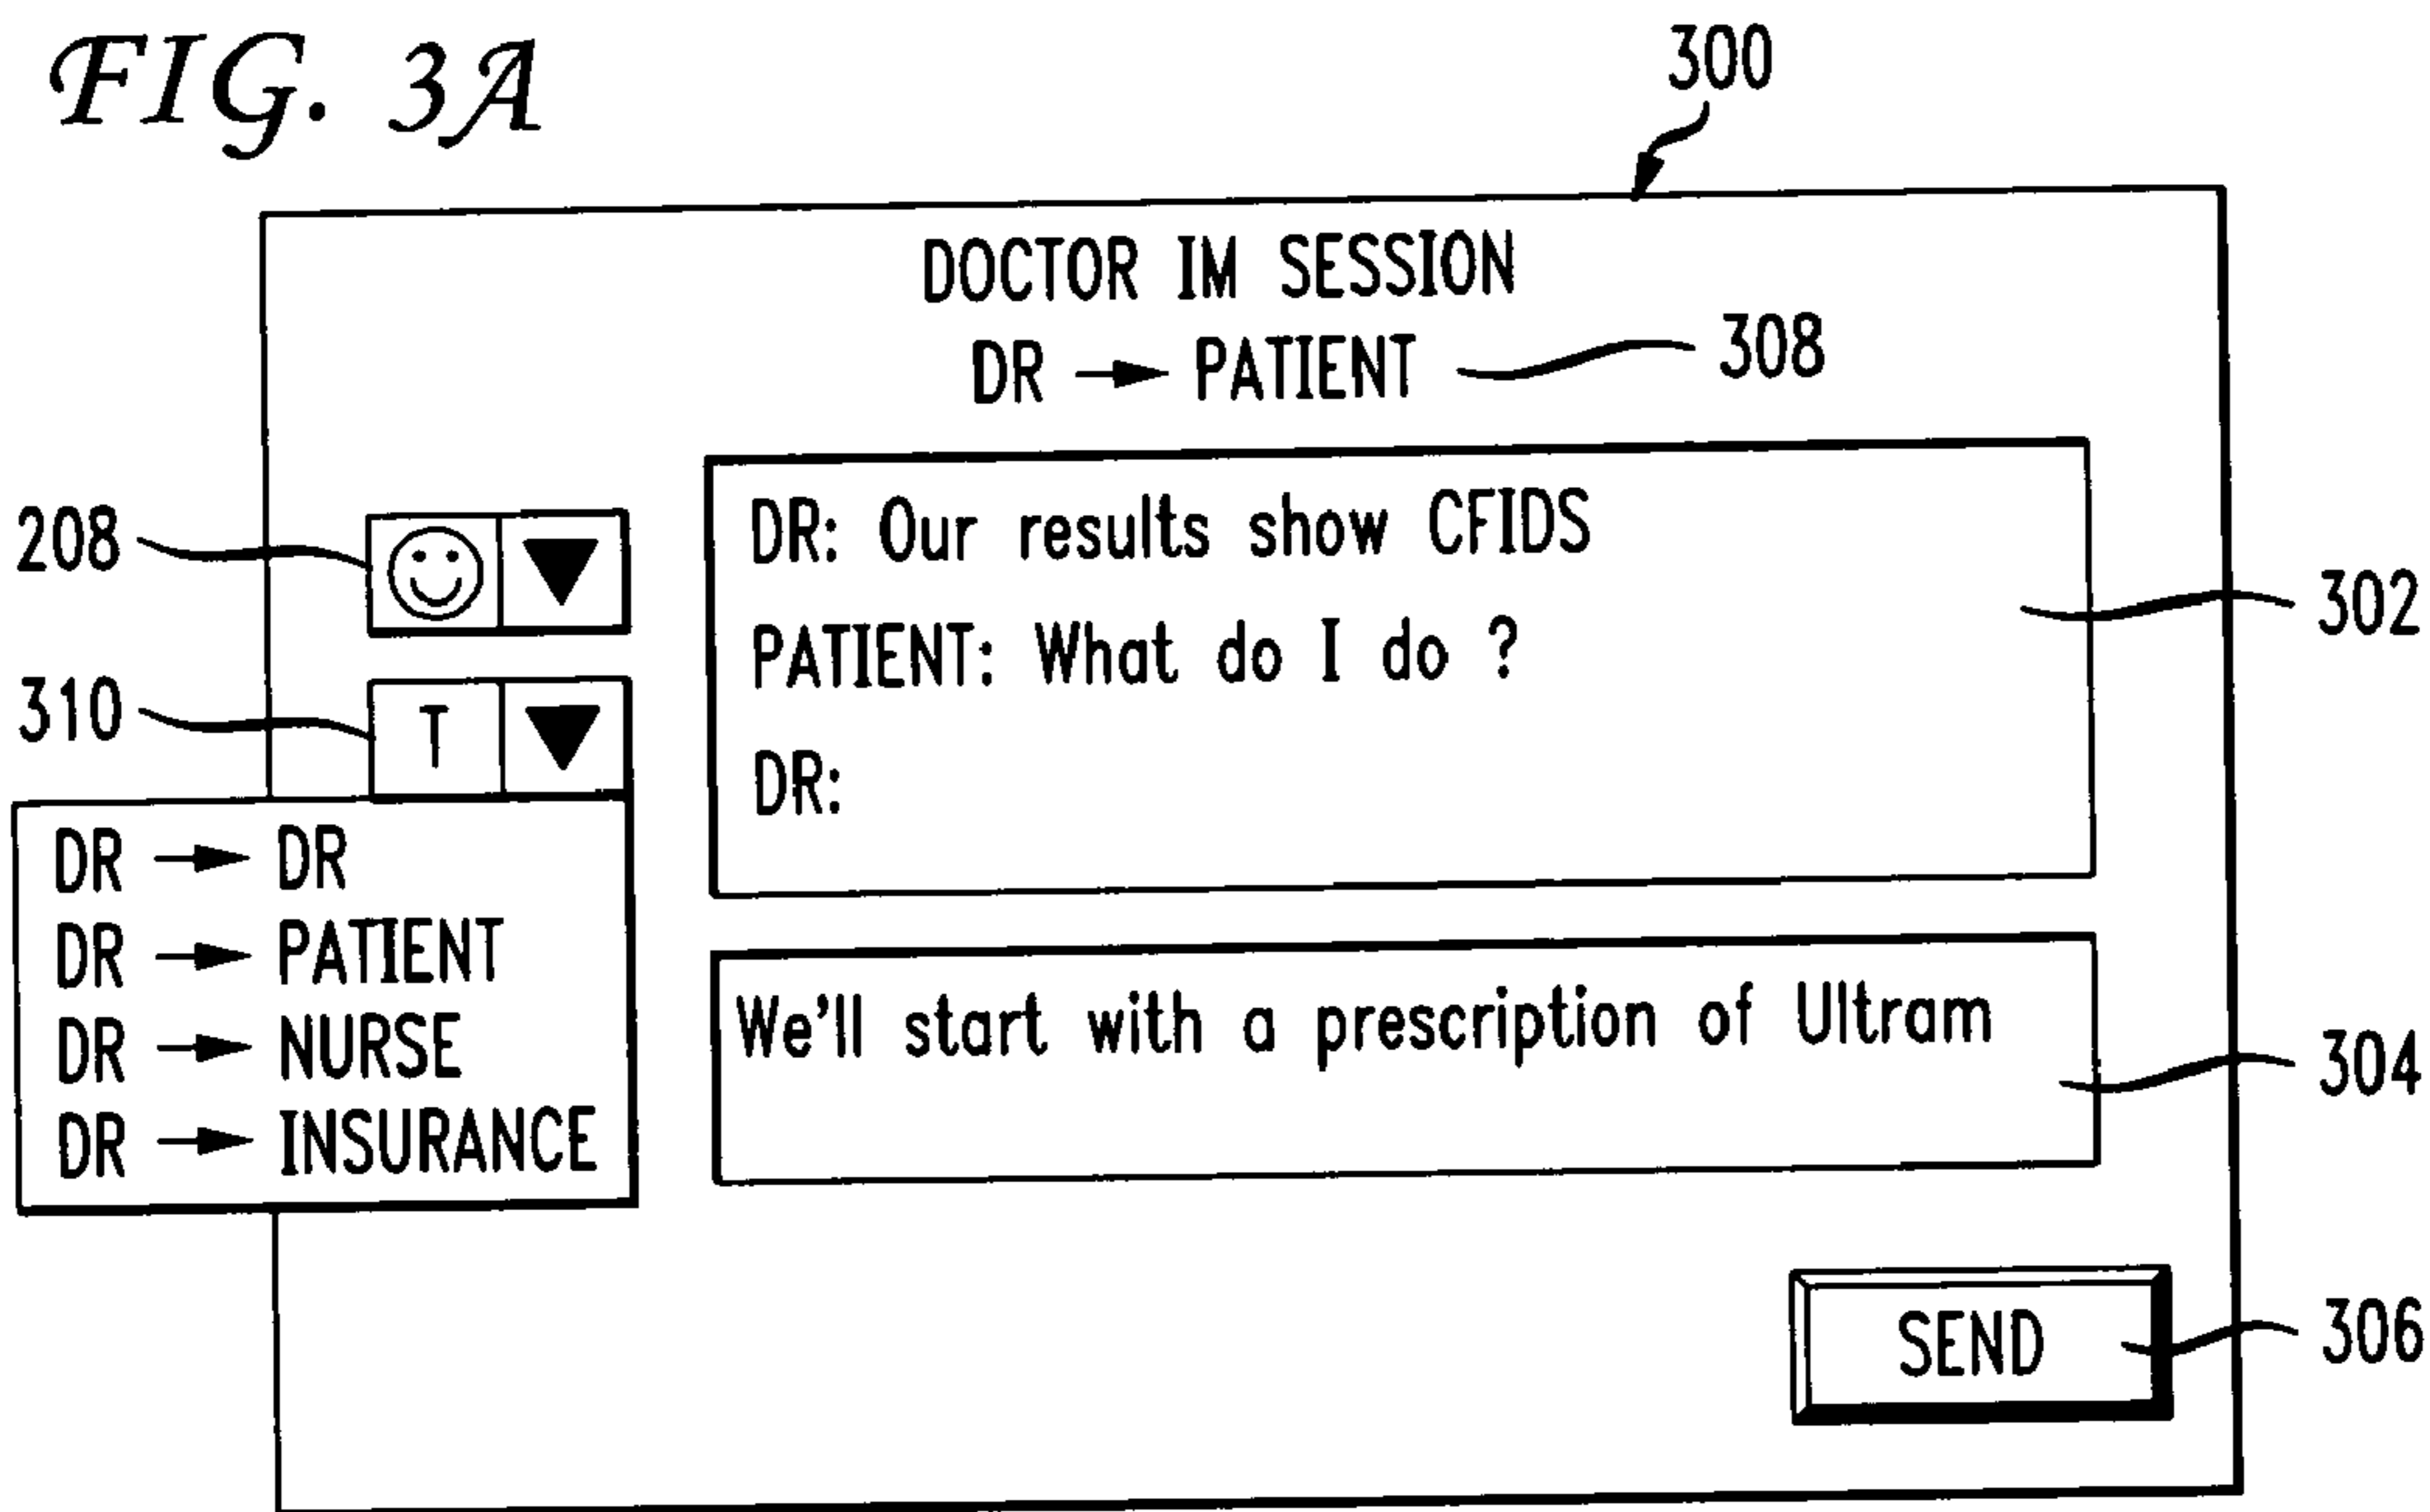 FIG. 3A
300
DOCTOR IM SESSION
DR → PATIENT
308
208
DR: Our results show CFIDS
302
PATIENT: What do I do ?
310
T
DR:
DR → DR
DR → PATIENT
DR → NURSE
DR → INSURANCE
We'll start with a prescription of Ultram
304
SEND
306